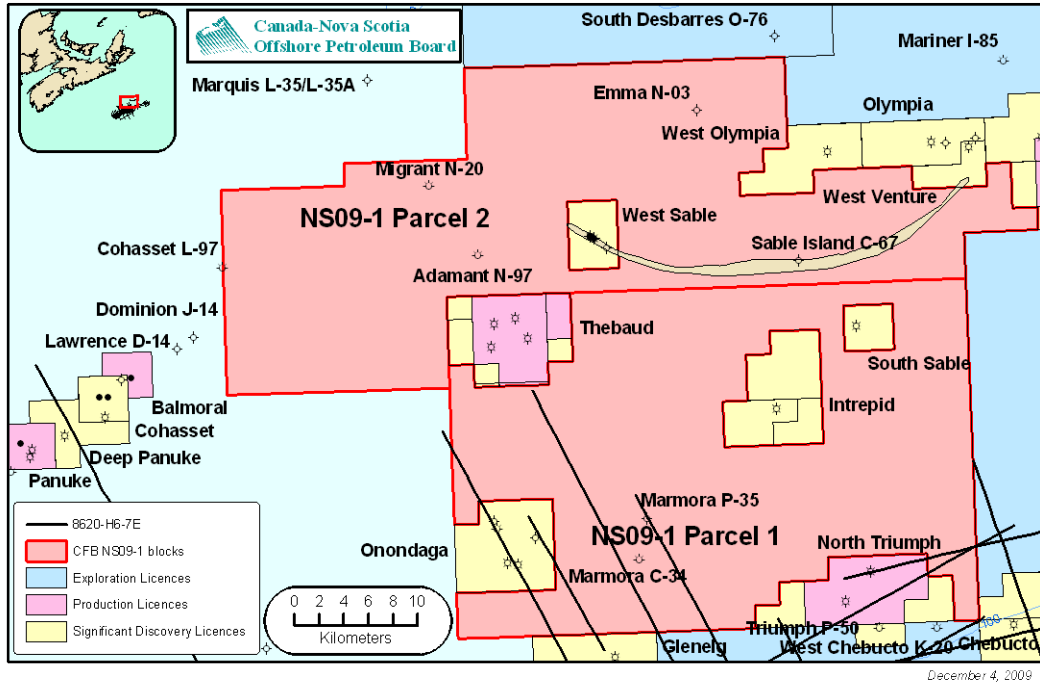 Canada-Nova Scotia
Offshore Petroleum Board
South Desbarres O-76
Mariner I-85
Marquis L-35/L-35A
Emma N-03
Olympia
West Olympia
Migrant N-20
NS09-1 Parcel 2
West Sable
West Venture
Cohasset L-97
Sable Island C-67
Adamant N-97
Dominion J-14
Thebaud
Lawrence D-14
South Sable
Balmoral
Intrepid
Cohasset
Deep Panuke
Panuke
Marmora P-35
8620-H6-7E
NS09-1 Parcel 1
North Triumph
CFB NS09-1 blocks
Onondaga
Exploration Licences
Marmora C-34
Production Licences
0 2 4 6 8 10
Kilometers
Significant Discovery Licences
Triumph P-50
100
Glenelg
West Chebucto K-20
Chebucto
December 4, 2009